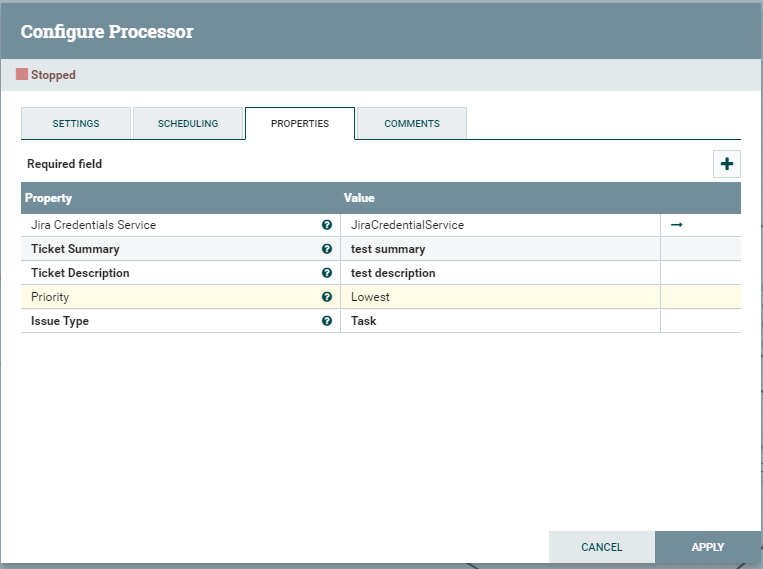 Configure Processor
Stopped
SETTINGS SCHEDULING PROPERTIES COMMENTS
Required field
Property Value
Jira Credentials Service JiraCredentialService
Ticket Summary test summary
Ticket Description test description
Priority Lowest
Issue Type Task
CANCEL APPLY